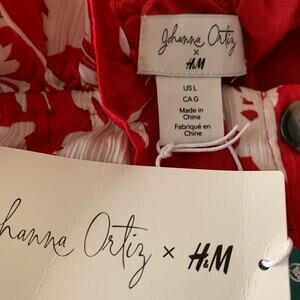 Johanna Ortiz
×
H&M
US L
CA G
Made in
China
Fabriqué en
Chine
hanna Ortiz × H&M